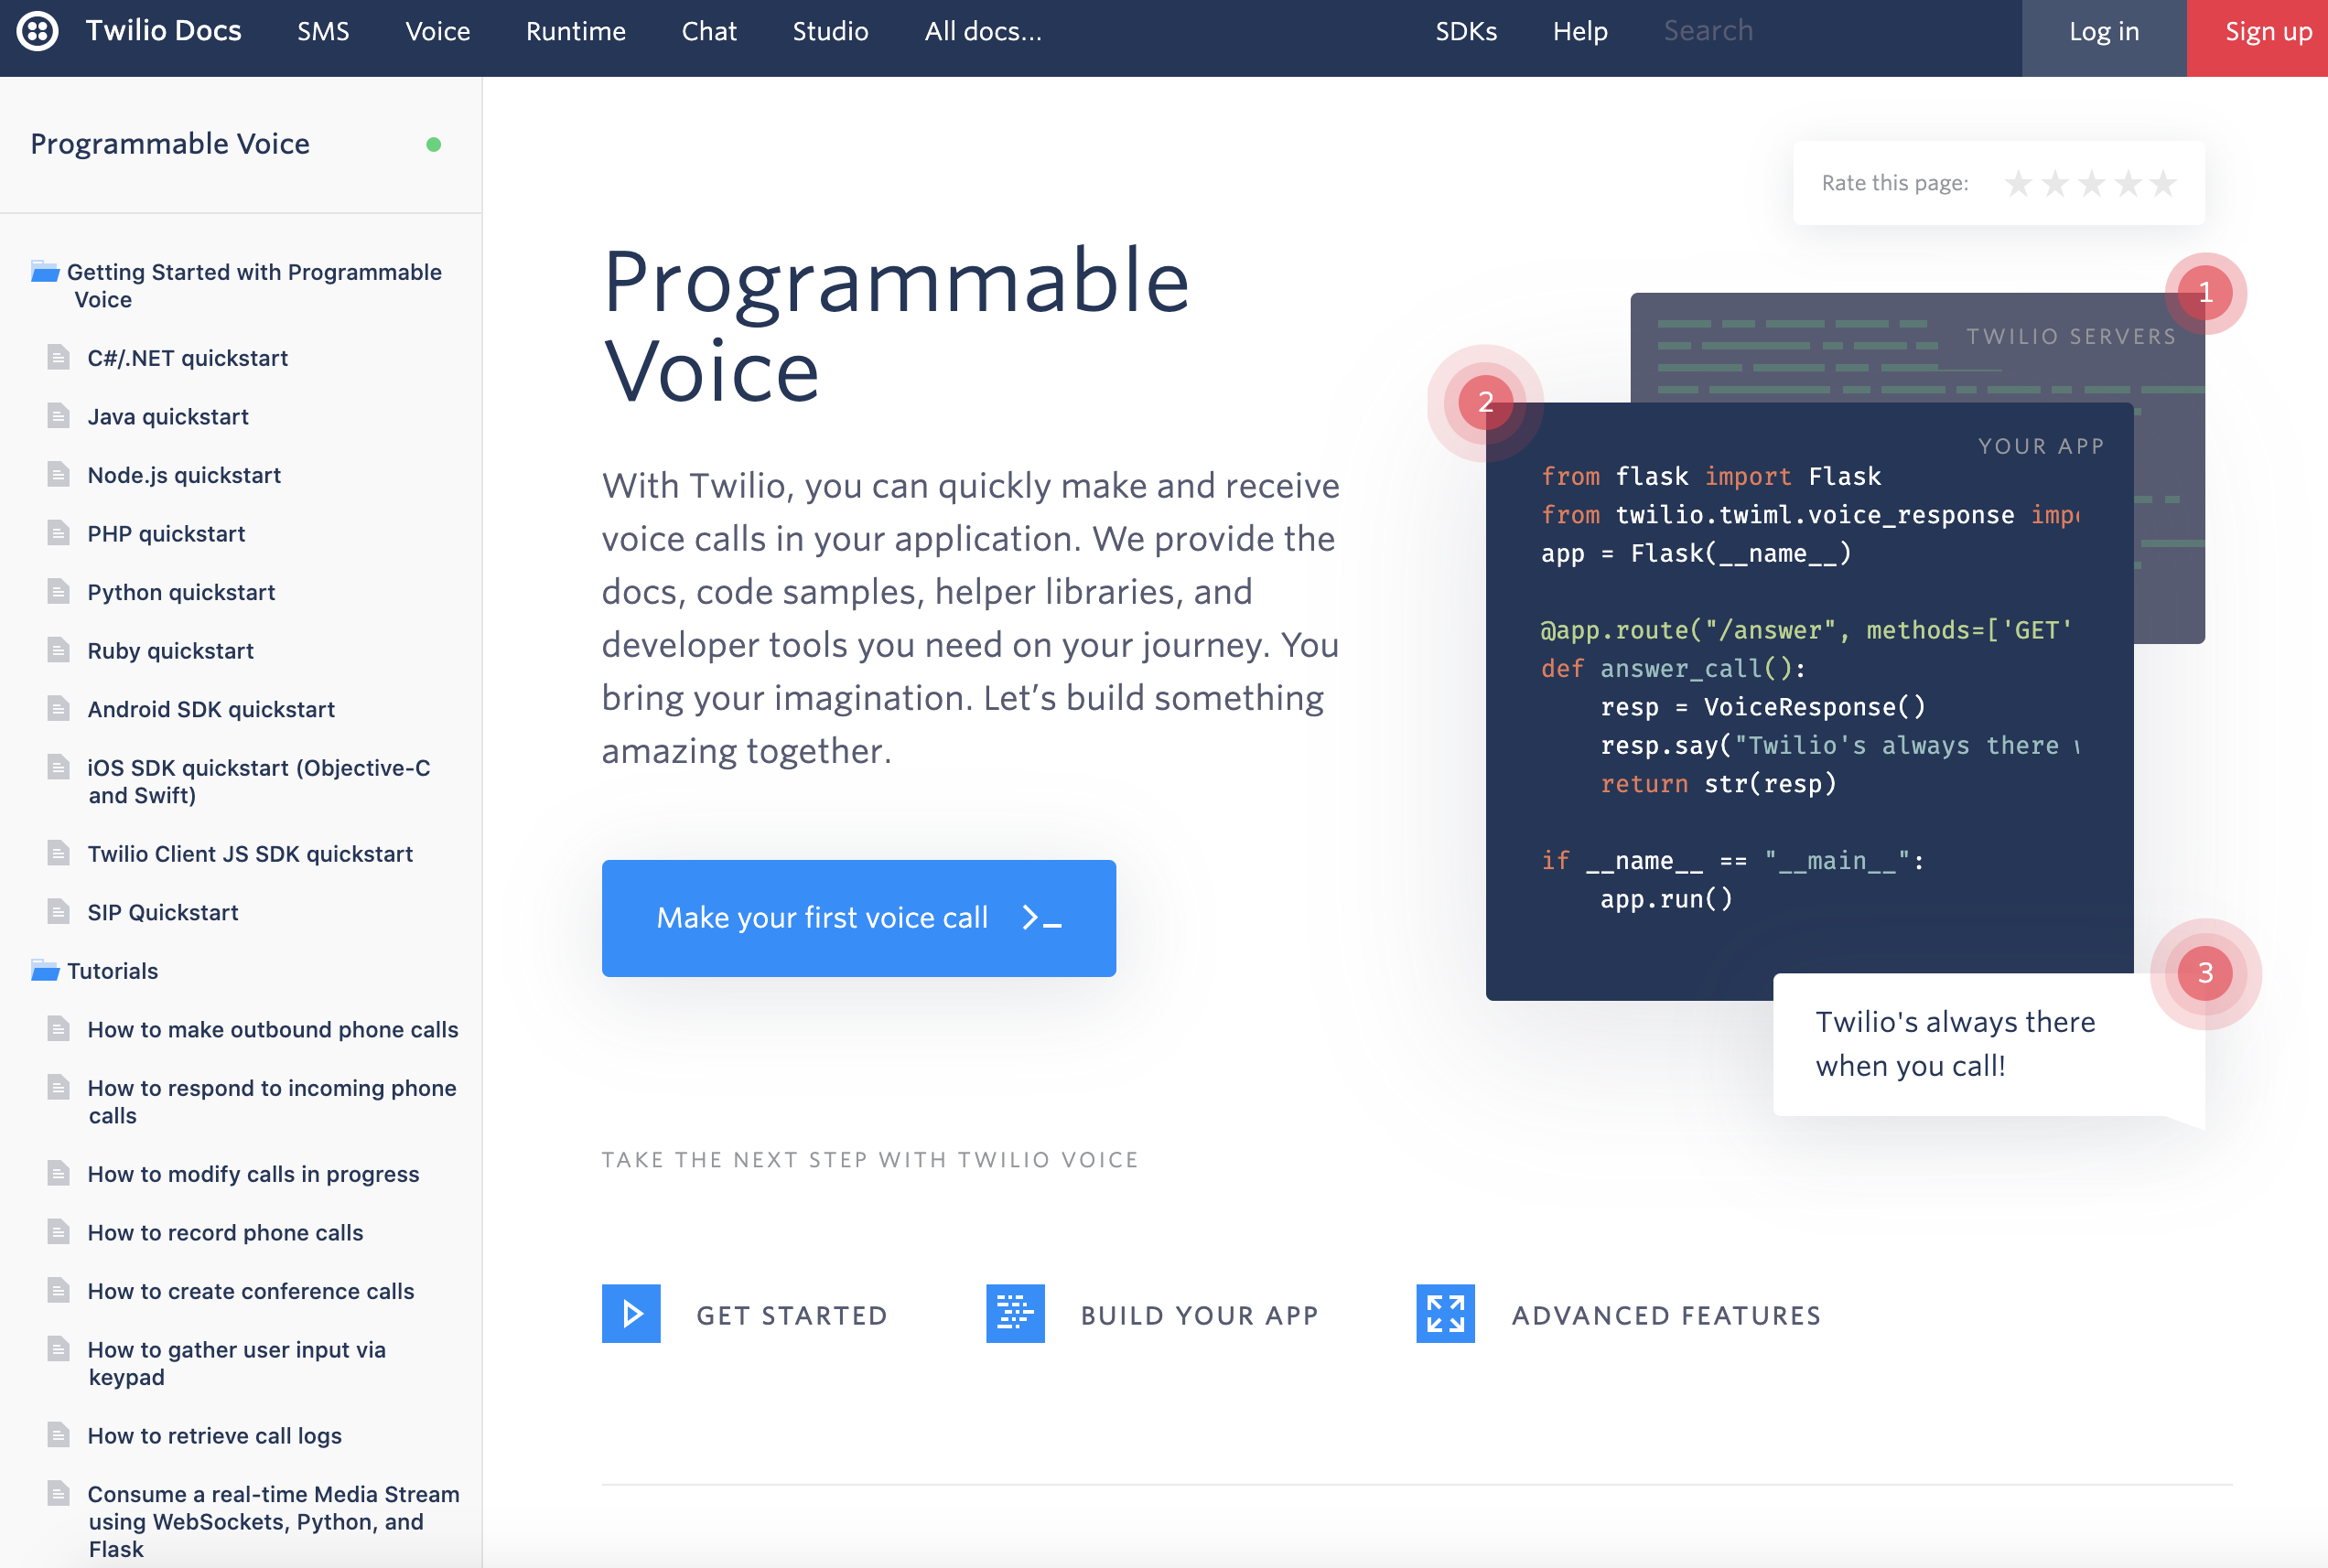 Twilio Docs SMS Voice Runtime Chat Studio All docs... SDKs Help Search Log in Sign up
Programmable Voice
Getting Started with Programmable
Voice
C#/.NET quickstart
Java quickstart
Node.js quickstart
PHP quickstart
Python quickstart
Ruby quickstart
Android SDK quickstart
iOS SDK quickstart (Objective-C
and Swift)
Twilio Client JS SDK quickstart
SIP Quickstart
Tutorials
How to make outbound phone calls
How to respond to incoming phone
calls
How to modify calls in progress
How to record phone calls
How to create conference calls
How to gather user input via
keypad
How to retrieve call logs
Consume a real-time Media Stream
using WebSockets, Python, and
Flask
Rate this page:
Programmable
Voice
With Twilio, you can quickly make and receive
voice calls in your application. We provide the
docs, code samples, helper libraries, and
developer tools you need on your journey. You
bring your imagination. Let’s build something
amazing together.
Make your first voice call >_
1
TWILIO SERVERS
2
YOUR APP
from flask import Flask
from twilio.twiml.voice_response
app = Flask(__name__)
@app.route("/answer", methods=['GET'
def answer_call():
    resp = VoiceResponse()
    resp.say("Twilio's always there
    return str(resp)
if __name__ == "__main__":
    app.run()
3
Twilio's always there
when you call!
TAKE THE NEXT STEP WITH TWILIO VOICE
GET STARTED BUILD YOUR APP ADVANCED FEATURES